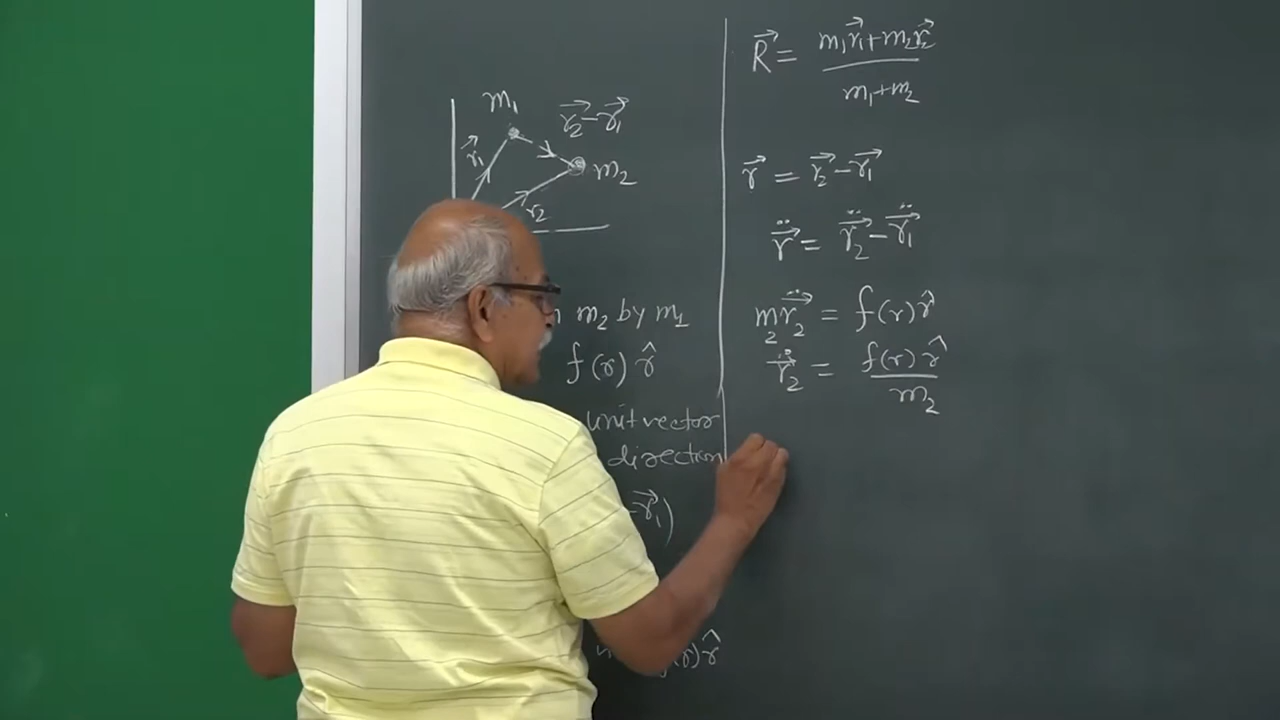 m₁
r⃗₂-r⃗₁
r⃗₁
m₂
r₂
m₂ by m₁
f(r) r̂
unit vector
direction
-r⃗₁)
(r) r̂
R⃗ = (m₁r⃗₁+m₂r⃗₂)/(m₁+m₂)
r⃗ = r⃗₂-r⃗₁
r⃗̈ = r⃗̈₂-r⃗̈₁
m₂r⃗̈₂ = f(r) r̂
r⃗̈₂ = f(r) r̂/m₂